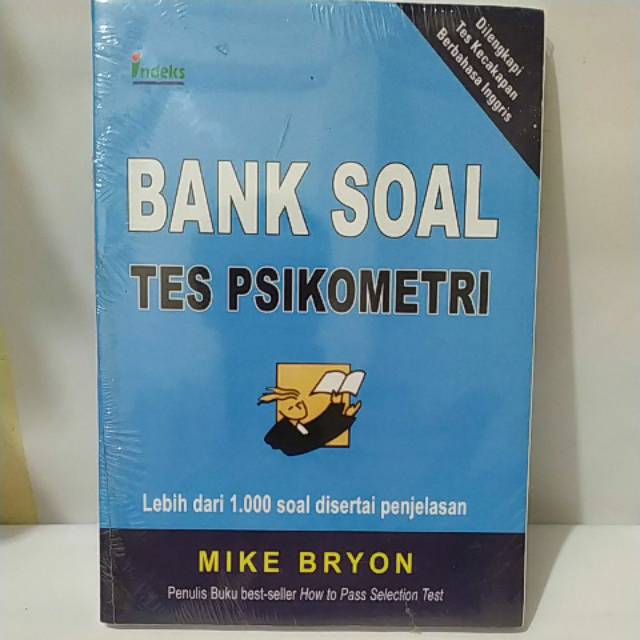 indeks
Dilengkapi
Tes Kecakapan
Berbahasa Inggris
BANK SOAL
TES PSIKOMETRI
Lebih dari 1.000 soal disertai penjelasan
MIKE BRYON
Penulis Buku best-seller How to Pass Selection Test